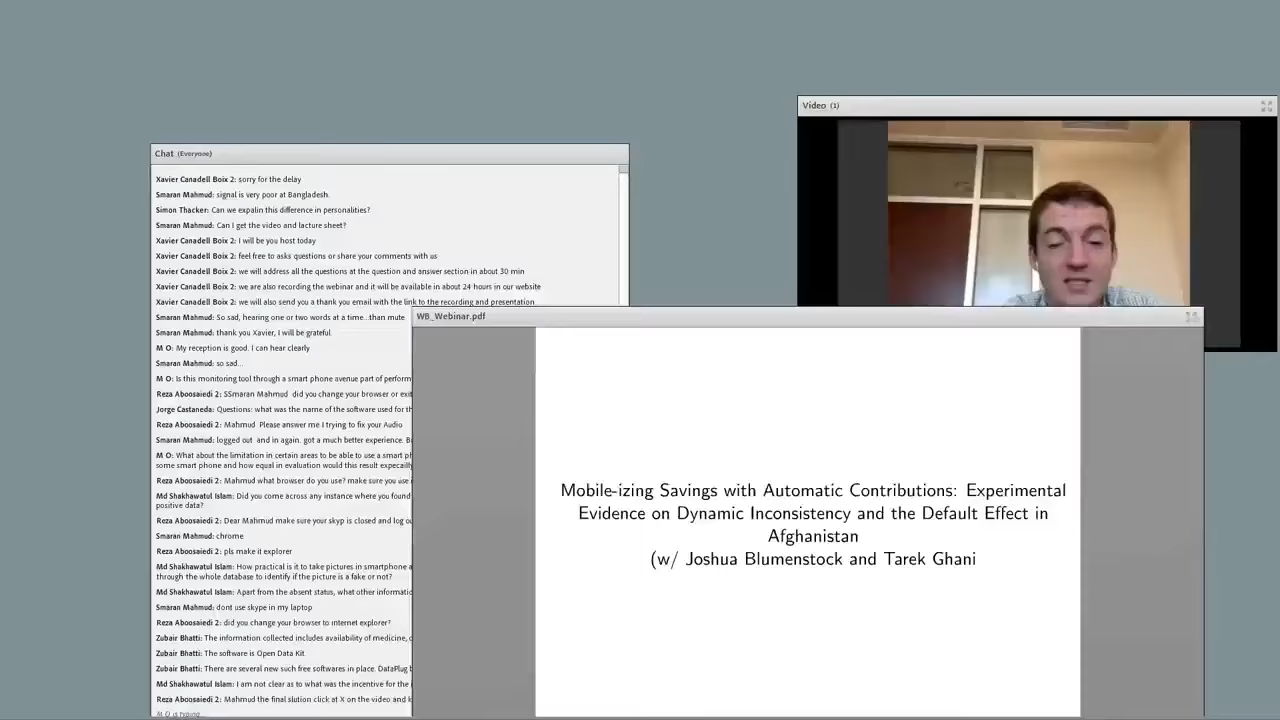 Video (1)
Chat (Everyone)
Xavier Canadell Boix 2: sorry for the delay
Smaran Mahmud: signal is very poor at Bangladesh.
Simon Thacker: Can we expalin this difference in personalities?
Smaran Mahmud: Can I get the video and lacture sheet?
Xavier Canadell Boix 2: I will be you host today
Xavier Canadell Boix 2: feel free to asks questions or share your comments with us
Xavier Canadell Boix 2: we will address all the questions at the question and answer section in about 30 min
Xavier Canadell Boix 2: we are also recording the webinar and it will be available in about 24 hours in our website
Xavier Canadell Boix 2: we will also send you a thank you email with the link to the recording and presentation
Smaran Mahmud: So sad, hearing one or two words at a time...than mute
Smaran Mahmud: thank you Xavier, I will be grateful.
M O: My reception is good. I can hear clearly
Smaran Mahmud: so sad...
M O: Is this monitoring tool through a smart phone avenue part of perform
Reza Aboosaiedi 2: SSmaran Mahmud did you change your browser or exit
Jorge Castaneda: Questions: what was the name of the software used for th
Reza Aboosaiedi 2: Mahmud Please answer me I trying to fix your Audio
Smaran Mahmud: logged out and in again. got a much better experience. B
M O: What about the limitation in certain areas to be able to use a smart ph
some smart phone and how equal in evaluation would this result expecailly
Reza Aboosaiedi 2: Mahmud what browser do you use? make sure you use
Md Shakhawatul Islam: Did you come across any instance where you found
positive data?
Reza Aboosaiedi 2: Dear Mahmud make sure your skyp is closed and log ou
Smaran Mahmud: chrome
Reza Aboosaiedi 2: pls make it explorer
Md Shakhawatul Islam: How practical is it to take pictures in smartphone a
through the whole database to identify if the picture is a fake or not?
Md Shakhawatul Islam: Apart from the absent status, what other informatio
Smaran Mahmud: dont use skype in my laptop
Reza Aboosaiedi 2: did you change your browser to internet explorer?
Zubair Bhatti: The information collected includes availability of medicine,
Zubair Bhatti: The software is Open Data Kit
Zubair Bhatti: There are several new such free softwares in place. DataPlug
Md Shakhawatul Islam: I am not clear as to what was the incentive for the
Reza Aboosaiedi 2: Mahmud the final slution click at X on the video and k
M O is typing
WB_Webinar.pdf
Mobile-izing Savings with Automatic Contributions: Experimental
Evidence on Dynamic Inconsistency and the Default Effect in
Afghanistan
(w/ Joshua Blumenstock and Tarek Ghani